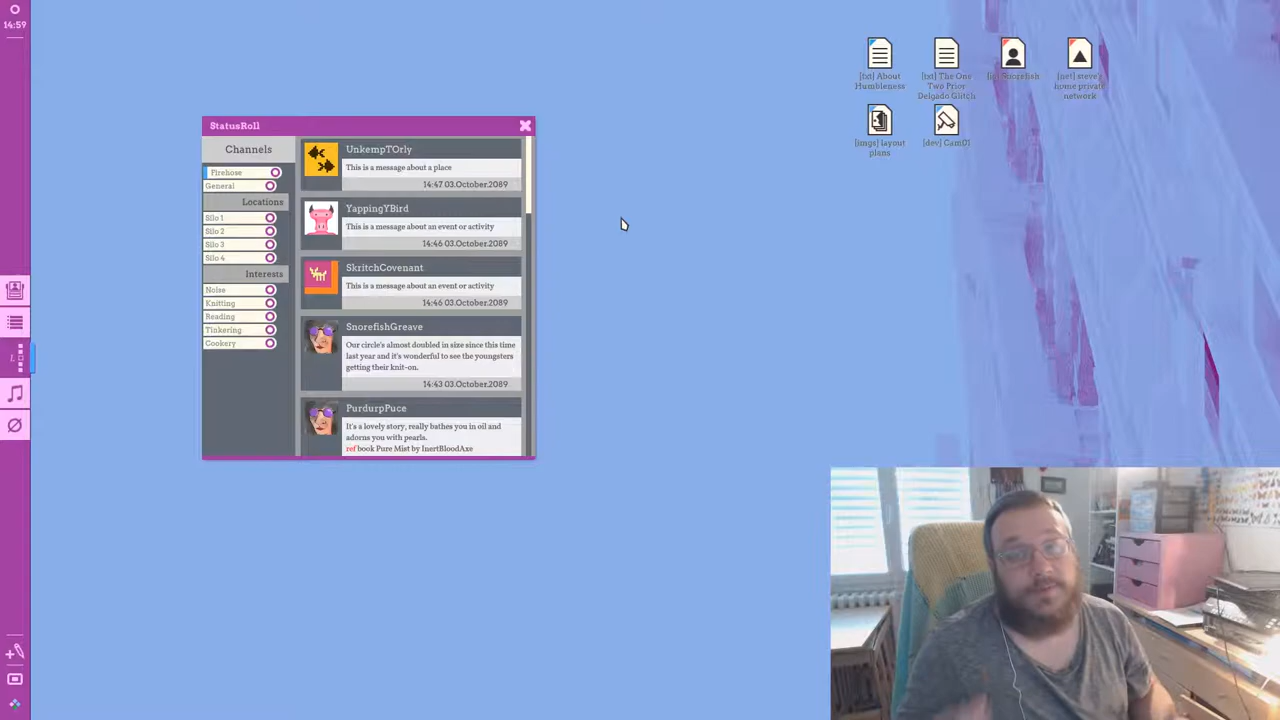 14:59
StatusRoll
Channels
Firehose
General
Locations
Silo 1
Silo 2
Silo 3
Silo 4
Interests
Noise
Knitting
Reading
Tinkering
Cookery
UnkempTOrly
This is a message about a place
14:47 03.October.2089
YappingYBird
This is a message about an event or activity
14:46 03.October.2089
SkritchCovenant
This is a message about an event or activity
14:46 03.October.2089
SnorefishGreave
Our circle's almost doubled in size since this time
last year and it's wonderful to see the youngsters
getting their knit-on.
14:43 03.October.2089
PurdurpPuce
It's a lovely story, really bathes you in oil and
adorns you with pearls.
ref book Pure Mist by InertBloodAxe
[txt] About
Humbleness
[txt] The One
Two Prior
Delgado Glitch
Snorefish
[net] steve's
home private
network
[imgs] layout
plans
[dev] Cam01